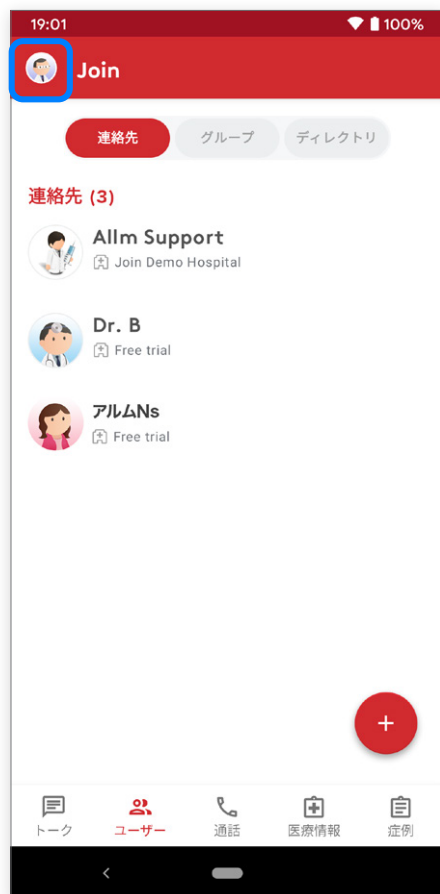 19:01 100%
Join
連絡先 グループ ディレクトリ
連絡先 (3)
Allm Support
Join Demo Hospital
Dr. B
Free trial
アルムNs
Free trial
+
トーク ユーザー 通話 医療情報 症例